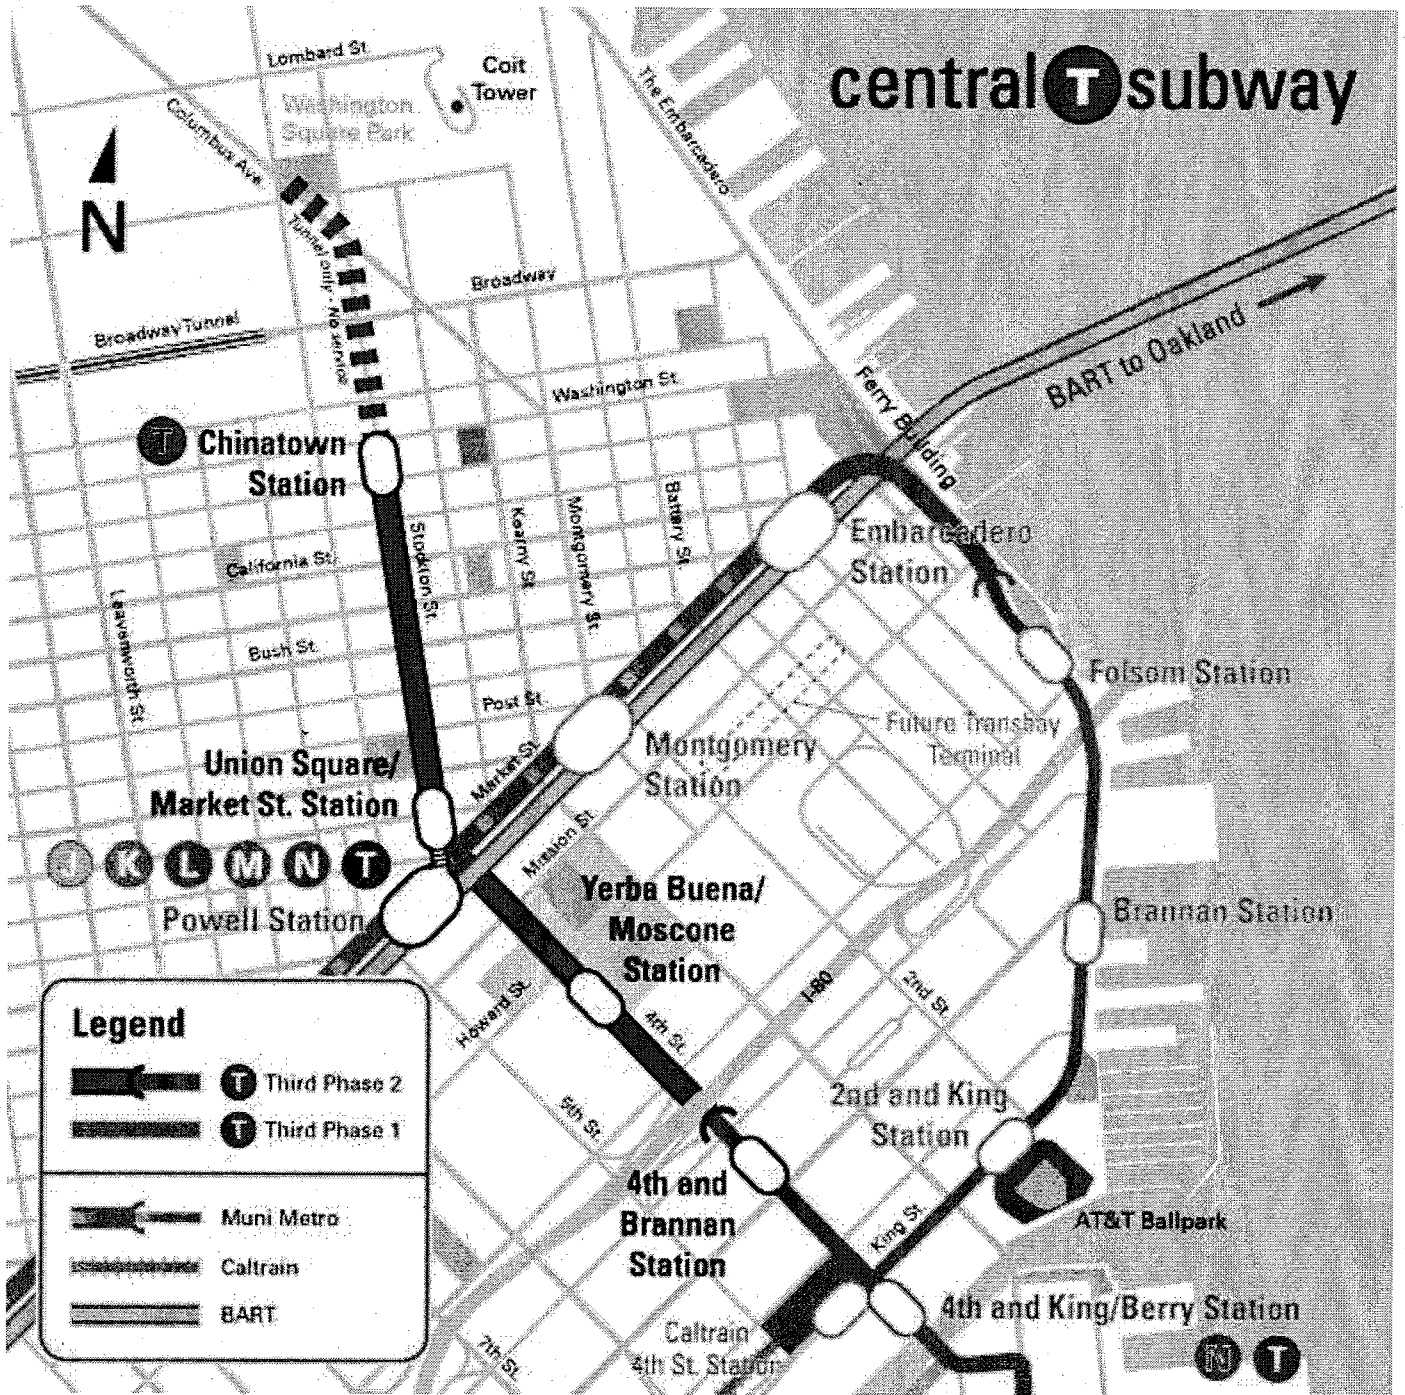 central T subway
Lombard St.
Coit
Tower
Washington
Square Park
Columbus Ave.
The Embarcadero
N
Tunnel only - No service
Broadway
Broadway Tunnel
BART to Oakland
Washington St.
Ferry Building
T Chinatown
Station
Stockton St.
Kearny St.
Montgomery St.
Battery St.
Embarcadero
Station
California St.
Leavenworth St.
Bush St.
Folsom Station
Post St.
Market St.
Montgomery
Station
Future Transbay
Terminal
Union Square/
Market St. Station
J K L M N T
Powell Station
Mission St.
Yerba Buena/
Moscone
Station
Brannan Station
I-80
2nd St.
Howard St.
4th St.
5th St.
2nd and King
Station
4th and
Brannan
Station
King St.
AT&T Ballpark
4th and King/Berry Station
N T
Caltrain
4th St. Station
7th St.
Legend
T Third Phase 2
T Third Phase 1
Muni Metro
Caltrain
BART